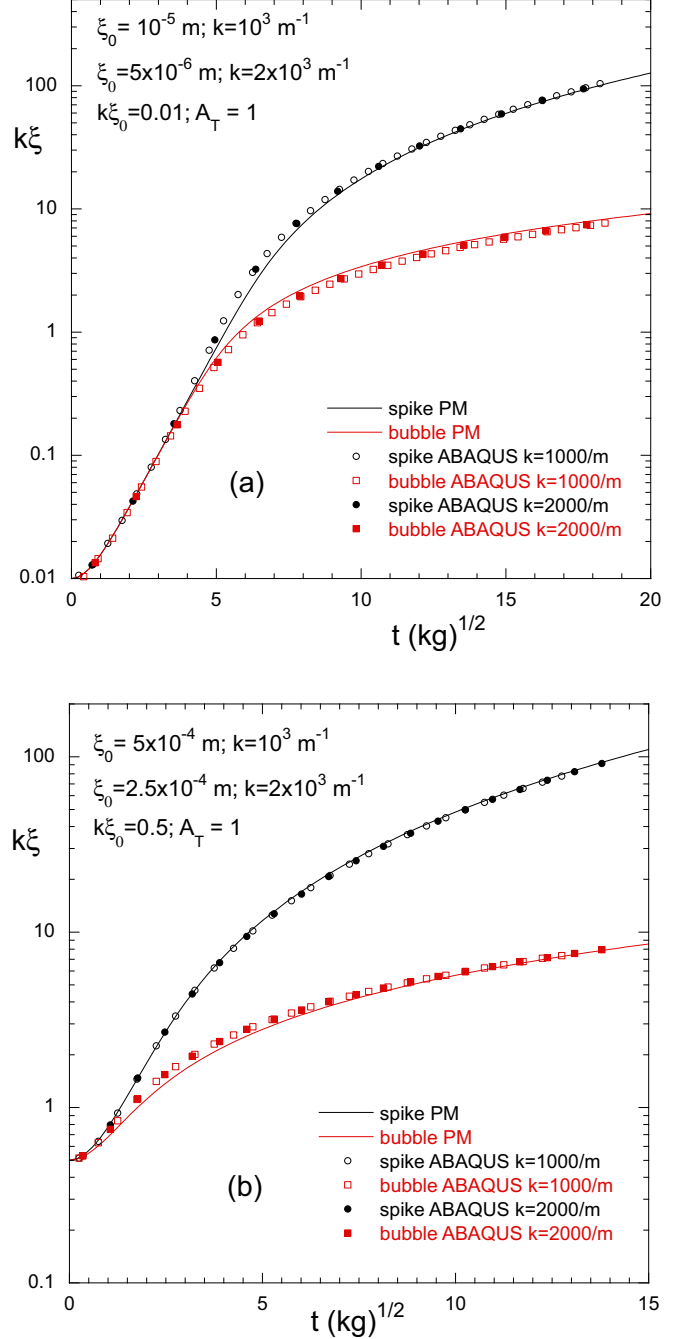 ξ₀= 10⁻⁵ m; k=10³ m⁻¹
ξ₀=5x10⁻⁶ m; k=2x10³ m⁻¹
kξ₀=0.01; A_T = 1
kξ
100
10
1
0.1
0.01
spike PM
bubble PM
spike ABAQUS k=1000/m
bubble ABAQUS k=1000/m
spike ABAQUS k=2000/m
bubble ABAQUS k=2000/m
(a)
0 5 10 15 20
t (kg)^1/2
ξ₀= 5x10⁻⁴ m; k=10³ m⁻¹
ξ₀=2.5x10⁻⁴ m; k=2x10³ m⁻¹
kξ₀=0.5; A_T = 1
kξ
100
10
1
0.1
spike PM
bubble PM
spike ABAQUS k=1000/m
bubble ABAQUS k=1000/m
spike ABAQUS k=2000/m
bubble ABAQUS k=2000/m
(b)
0 5 10 15
t (kg)^1/2